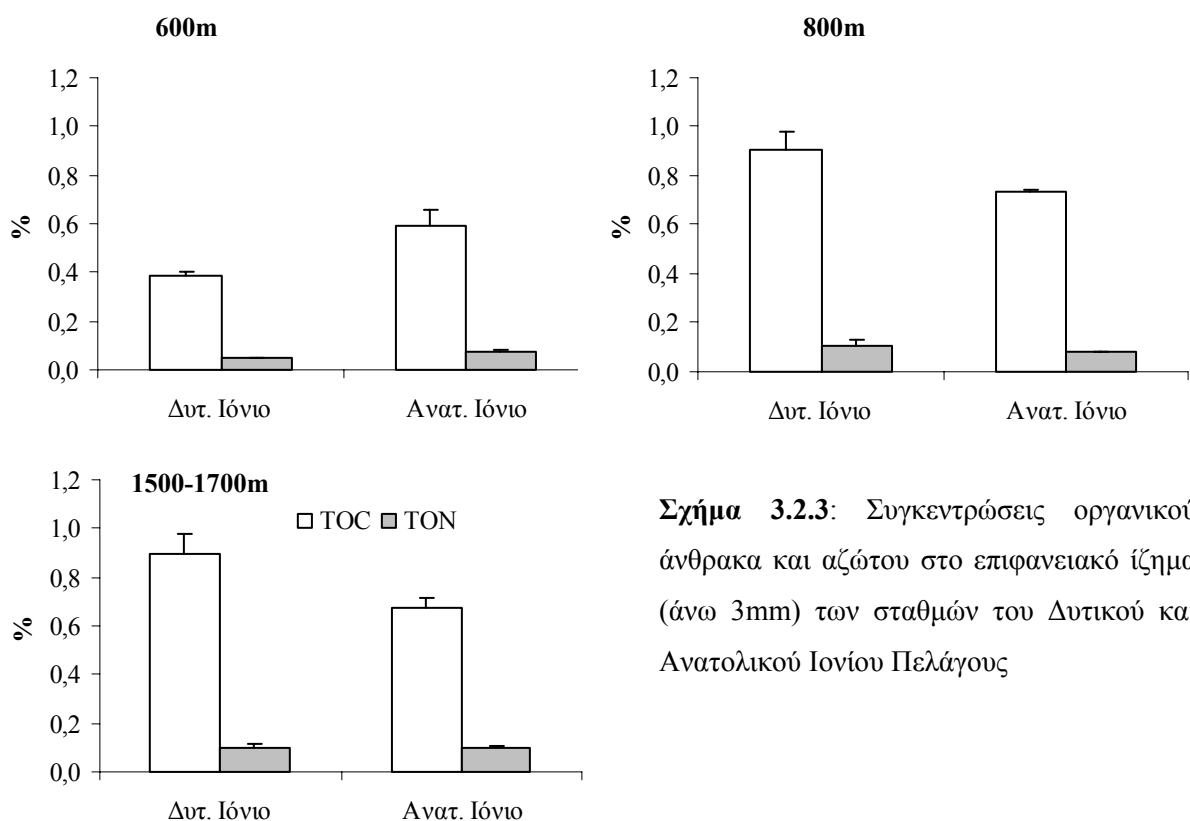 600m
1,2
1,0
0,8
0,6
0,4
0,2
0,0
%
Δυτ. Ιόνιο Ανατ. Ιόνιο
800m
1,2
1,0
0,8
0,6
0,4
0,2
0,0
%
Δυτ. Ιόνιο Ανατ. Ιόνιο
1500-1700m
TOC TON
1,2
1,0
0,8
0,6
0,4
0,2
0,0
%
Δυτ. Ιόνιο Ανατ. Ιόνιο
Σχήμα 3.2.3: Συγκεντρώσεις οργανικού
άνθρακα και αζώτου στο επιφανειακό ίζημα
(άνω 3mm) των σταθμών του Δυτικού και
Ανατολικού Ιονίου Πελάγους